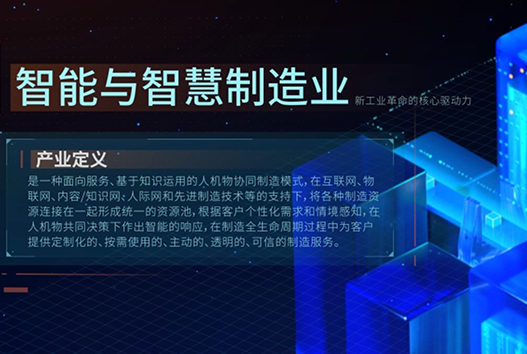 智能与智慧制造业
新工业革命的核心驱动力
产业定义
是一种面向服务、基于知识运用的人机物协同制造模式,在互联网、物
联网、内容/知识网、人际网和先进制造技术等的支持下,将各种制造资
源连接在一起形成统一的资源池,根据客户个性化需求和情境感知,在
人机物共同决策下作出智能的响应,在制造全生命周期过程中为客户
提供定制化的、按需使用的、主动的、透明的、可信的制造服务。